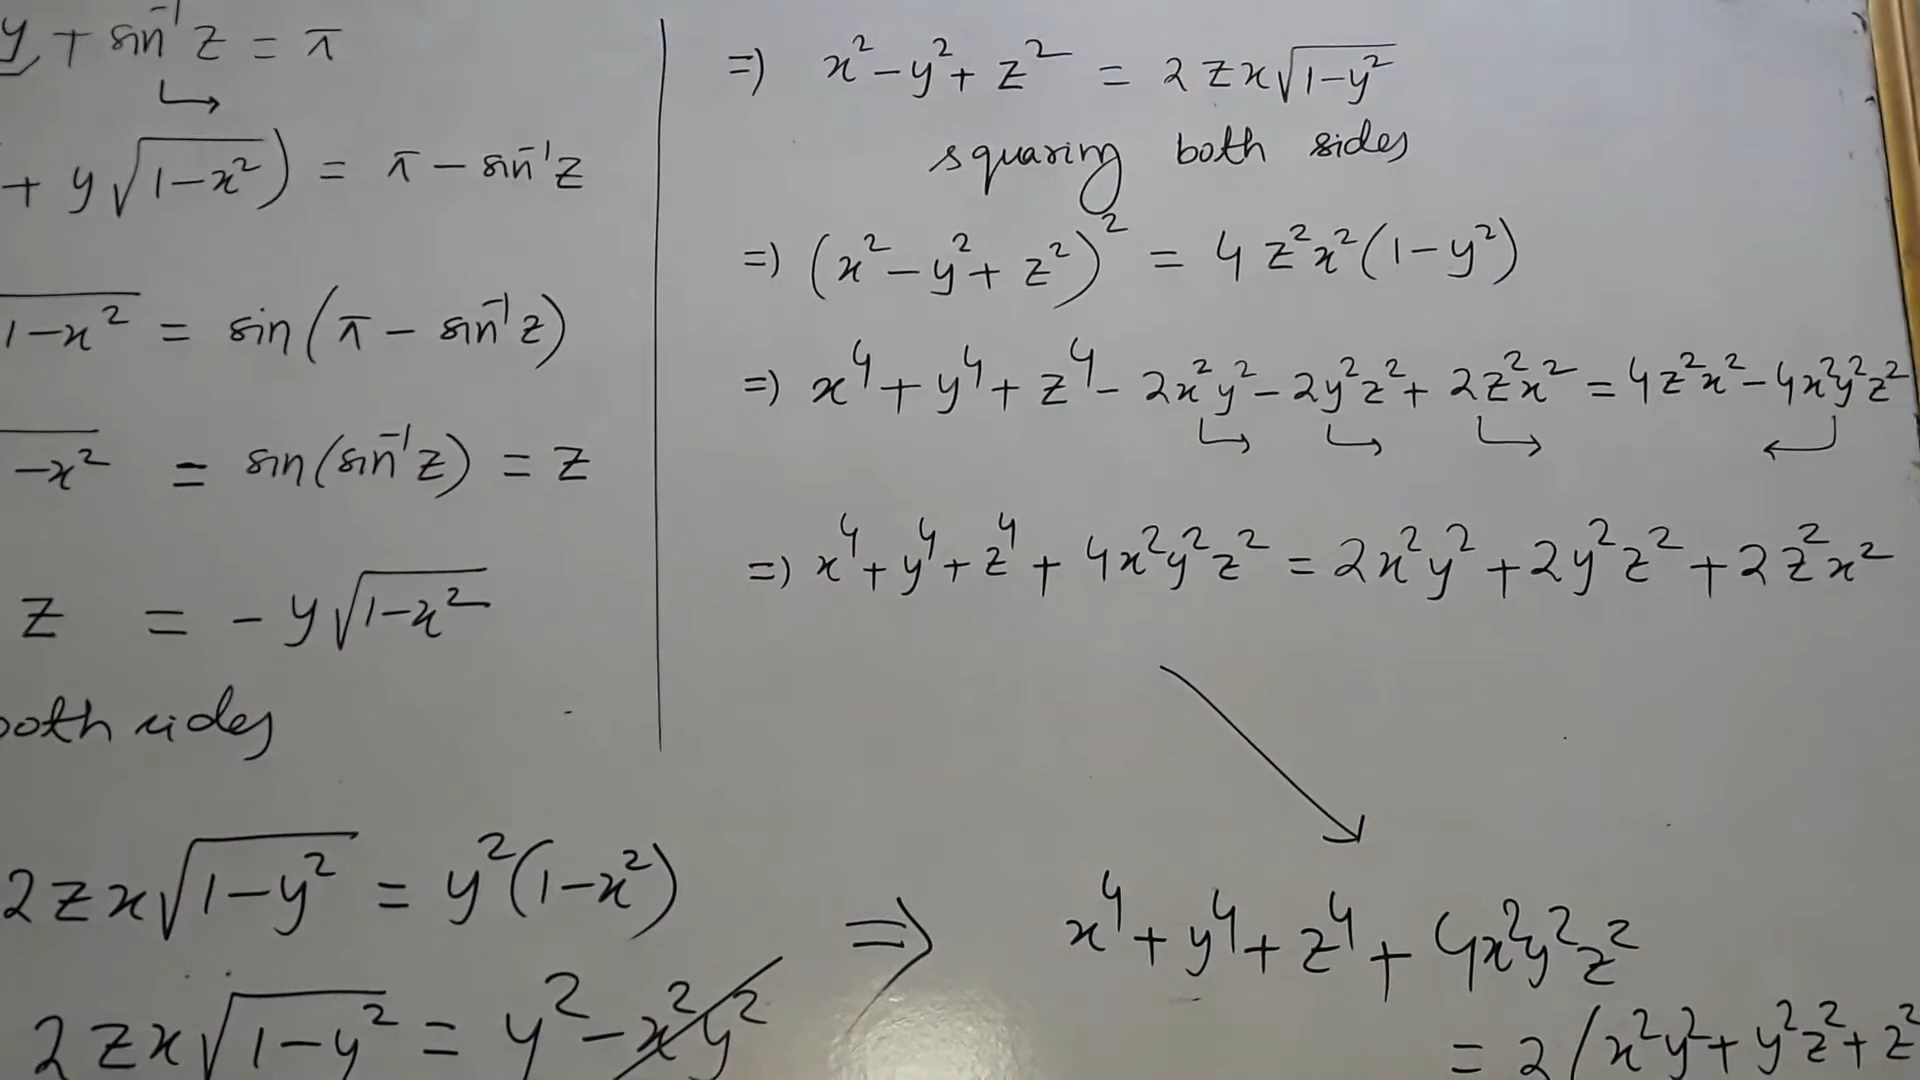 y + sin⁻¹z = π
+ y√(1-x²)) = π - sin⁻¹z
1-x² = sin(π - sin⁻¹z)
-x² = sin(sin⁻¹z) = z
z = -y√(1-x²)
both sides
2zx√(1-y²) = y²(1-x²)
2zx√(1-y²) = y² - x²y²
=) x² - y² + z² = 2zx√(1-y²)
squaring both sides
=) (x² - y² + z²)² = 4z²x²(1-y²)
=) x⁴ + y⁴ + z⁴ - 2x²y² - 2y²z² + 2z²x² = 4z²x² - 4x²y²z²
=) x⁴ + y⁴ + z⁴ + 4x²y²z² = 2x²y² + 2y²z² + 2z²x²
⇒ x⁴ + y⁴ + z⁴ + 4x²y²z²
= 2(x²y² + y²z² + z²